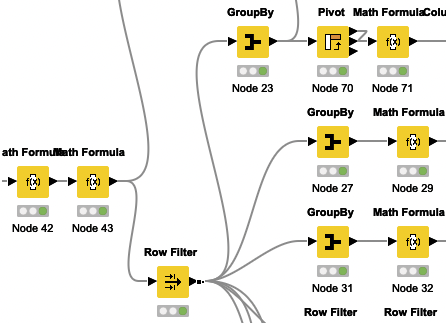 GroupBy
Pivot
Math Formula
Colu
f(x)
Node 23
Node 70
Node 71
GroupBy
Math Formula
ath Formula
Math Formula
f(x)
f(x)
f(x)
Node 27
Node 29
Node 42
Node 43
GroupBy
Math Formula
f(x)
Row Filter
Node 31
Node 32
Row Filter
Row Filter